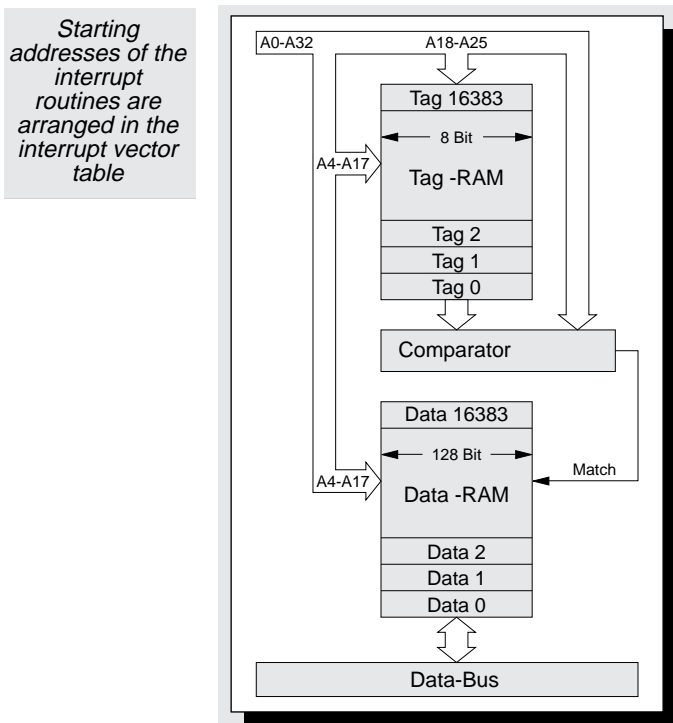 Starting
addresses of the
interrupt
routines are
arranged in the
interrupt vector
table
A0-A32
A18-A25
Tag 16383
8 Bit
A4-A17
Tag -RAM
Tag 2
Tag 1
Tag 0
Comparator
Data 16383
128 Bit
Match
A4-A17
Data -RAM
Data 2
Data 1
Data 0
Data-Bus